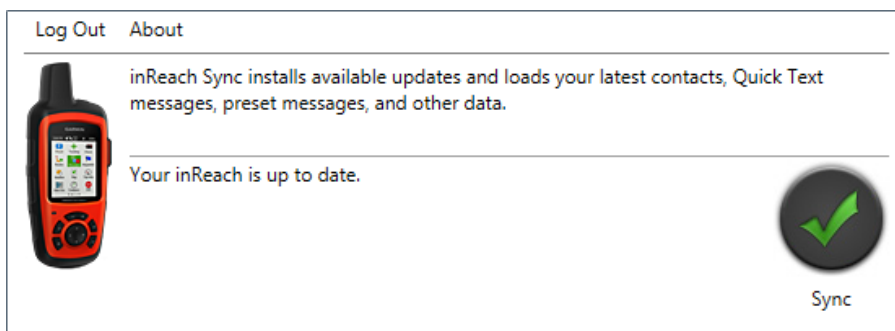 Log Out About
inReach Sync installs available updates and loads your latest contacts, Quick Text
messages, preset messages, and other data.
Your inReach is up to date.
Sync